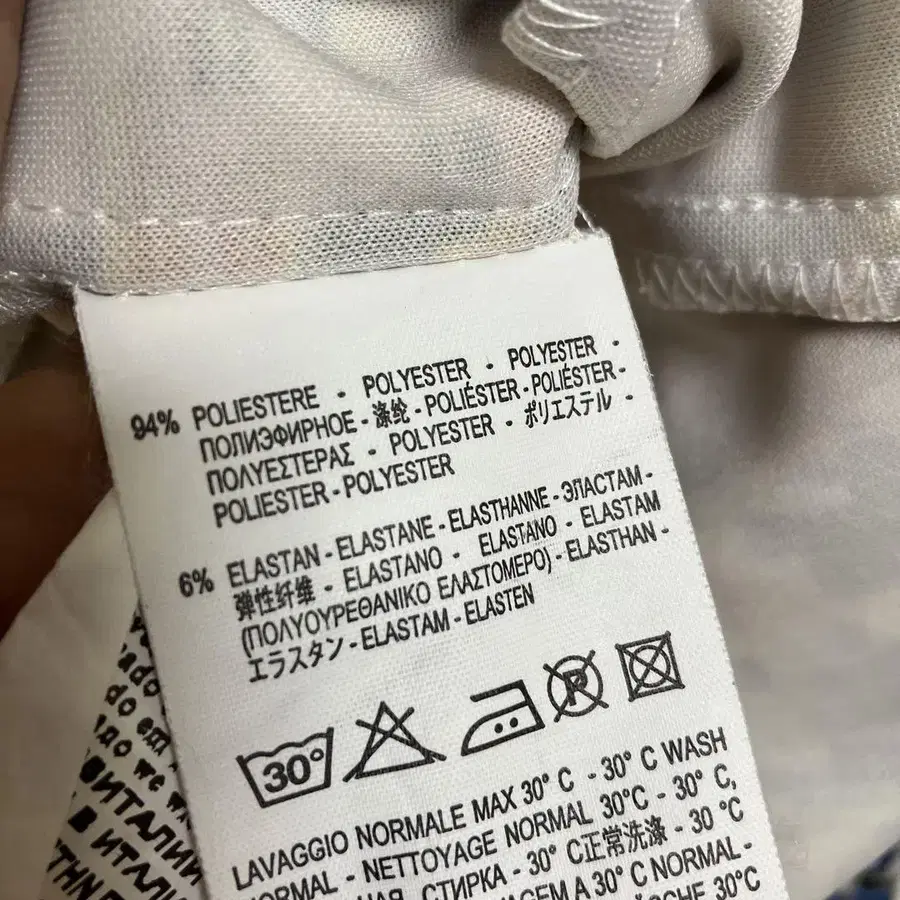 94% POLIESTERE - POLYESTER - POLYESTER -
ПОЛИЭФИРНОЕ - 涤纶 - POLIÉSTER - POLIÉSTER -
ΠΟΛΥΕΣΤΕΡΑΣ - POLYESTER - ポリエステル -
POLIESTER - POLYESTER
6% ELASTAN - ELASTANE - ELASTHANNE - ЭЛАСТАМ -
弹性纤维 - ELASTANO - ELASTANO - ELASTAM
(ΠΟΛΥΟΥΡΕΘΑΝΙΚΟ ΕΛΑΣΤΟΜΕΡΟ) - ELASTHAN -
エラスタン - ELASTAM - ELASTEN
30°
P
LAVAGGIO NORMALE MAX 30° C - 30° C WASH
NORMAL - NETTOYAGE NORMAL 30°C - 30° C,
СТИРКА - 30° C正常洗涤 - 30 °C
A 30° C NORMAL -
30°C